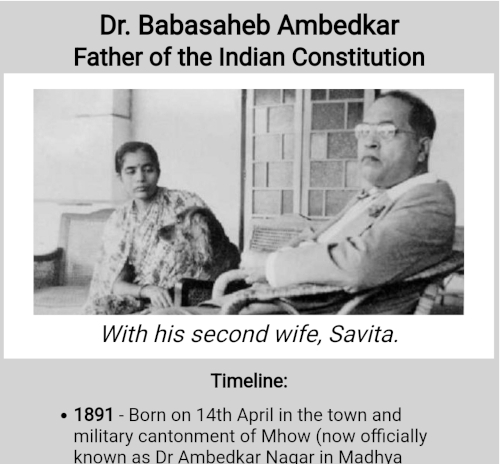 Dr. Babasaheb Ambedkar
Father of the Indian Constitution
With his second wife, Savita.
Timeline:
• 1891 - Born on 14th April in the town and
military cantonment of Mhow (now officially
known as Dr Ambedkar Nagar in Madhya